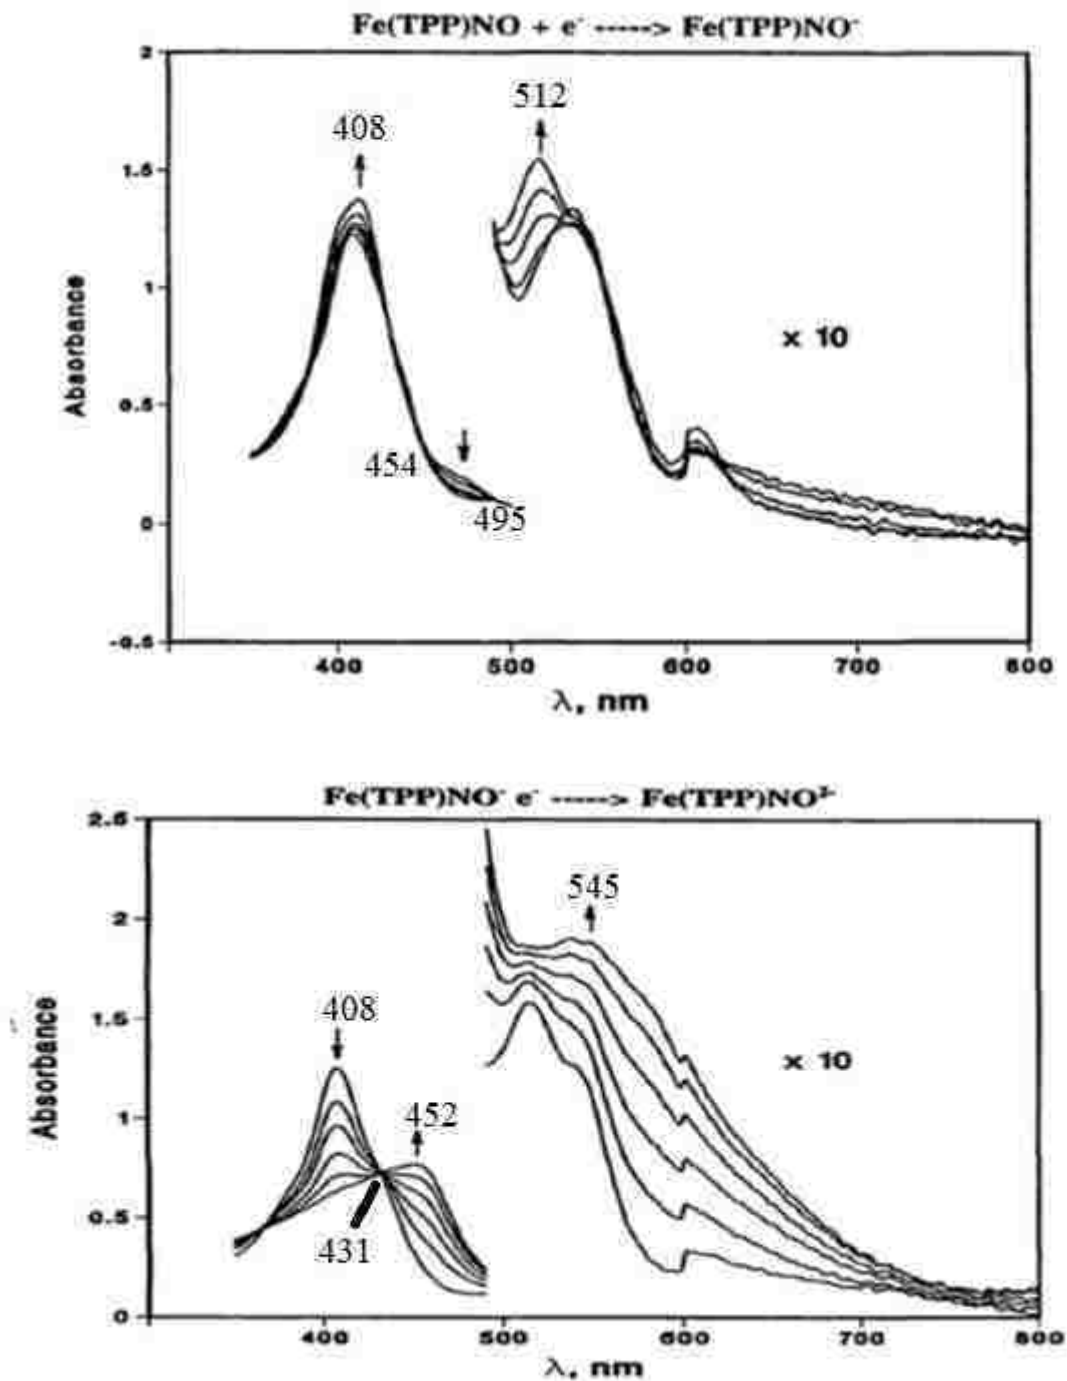 Fe(TPP)NO + e⁻ -----> Fe(TPP)NO⁻
2
1.5
1
0.5
0
-0.5
Absorbance
408
512
x 10
454
495
400 500 600 700 800
λ, nm
Fe(TPP)NO⁻ e⁻ -----> Fe(TPP)NO²⁻
2.5
2
1.5
1
0.5
0
Absorbance
545
408
x 10
452
431
400 500 600 700 800
λ, nm